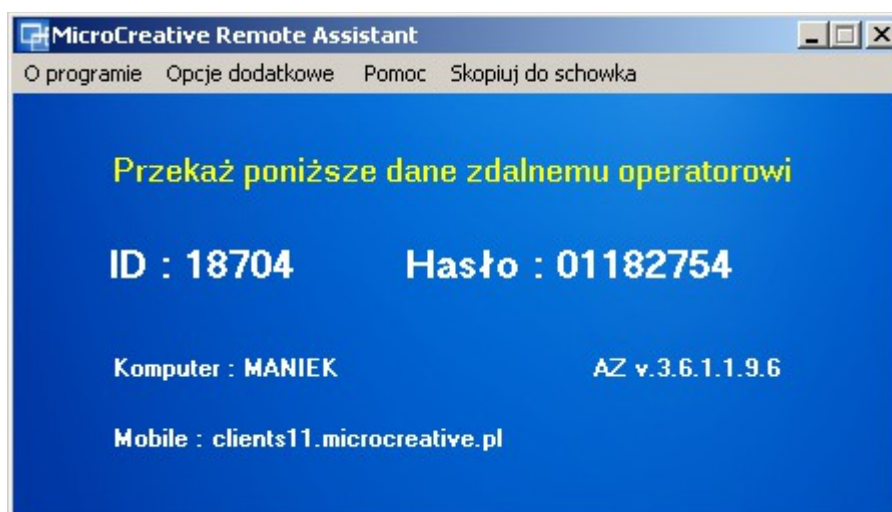 MicroCreative Remote Assistant
O programie Opcje dodatkowe Pomoc Skopiuj do schowka
Przekaż poniższe dane zdalnemu operatorowi
ID : 18704 Hasło : 01182754
Komputer : MANIEK AZ v.3.6.1.1.9.6
Mobile : clients11.microcreative.pl